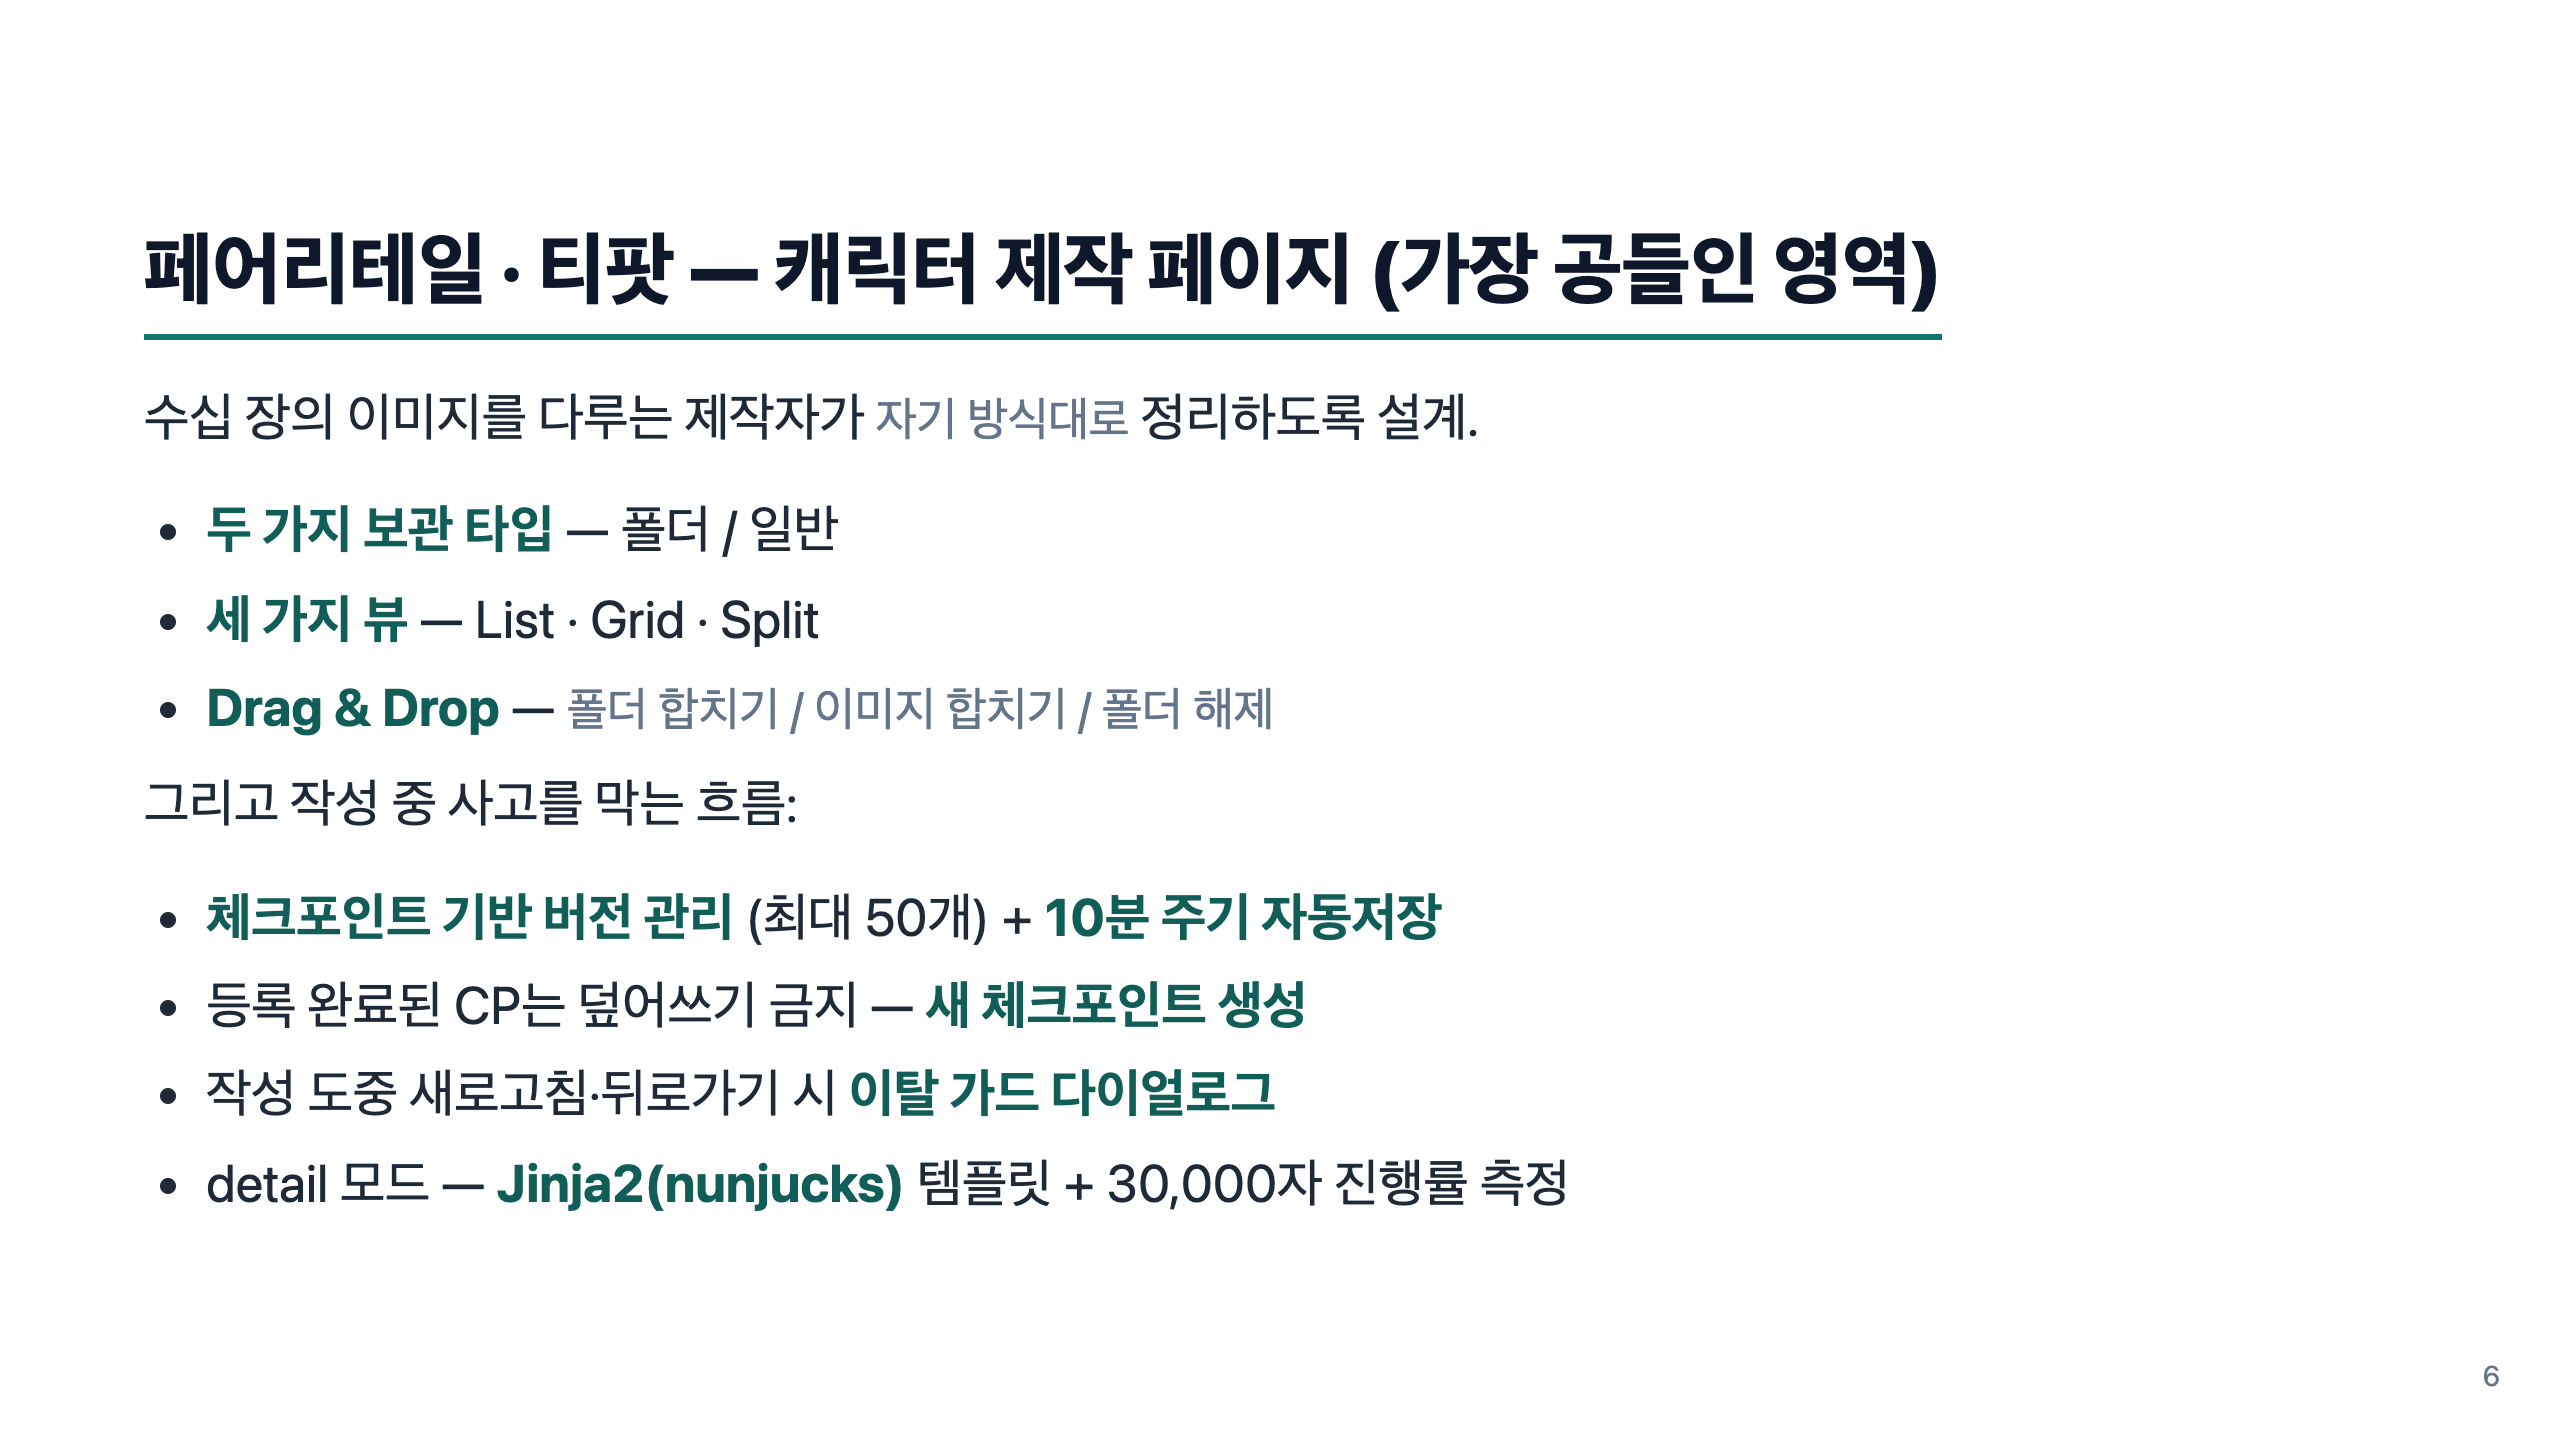 페어리테일 · 티팟 — 캐릭터 제작 페이지 (가장 공들인 영역)
수십 장의 이미지를 다루는 제작자가 자기 방식대로 정리하도록 설계.
• 두 가지 보관 타입 — 폴더 / 일반
• 세 가지 뷰 — List · Grid · Split
• Drag & Drop — 폴더 합치기 / 이미지 합치기 / 폴더 해제
그리고 작성 중 사고를 막는 흐름:
• 체크포인트 기반 버전 관리 (최대 50개) + 10분 주기 자동저장
• 등록 완료된 CP는 덮어쓰기 금지 — 새 체크포인트 생성
• 작성 도중 새로고침·뒤로가기 시 이탈 가드 다이얼로그
• detail 모드 — Jinja2(nunjucks) 템플릿 + 30,000자 진행률 측정
6